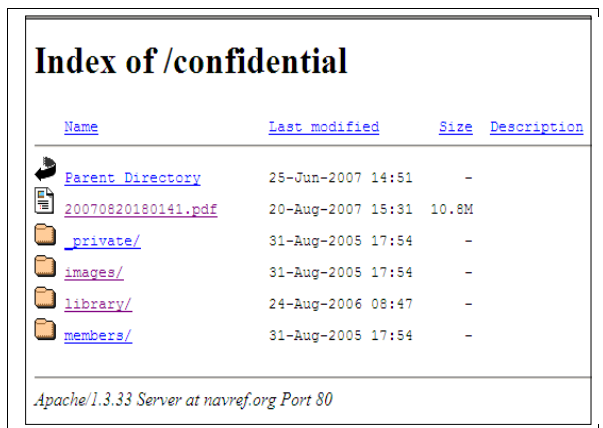 Index of /confidential
Name Last modified Size Description
Parent Directory 25-Jun-2007 14:51 -
20070820180141.pdf 20-Aug-2007 15:31 10.8M
_private/ 31-Aug-2005 17:54 -
images/ 31-Aug-2005 17:54 -
library/ 24-Aug-2006 08:47 -
members/ 31-Aug-2005 17:54 -
Apache/1.3.33 Server at navref.org Port 80